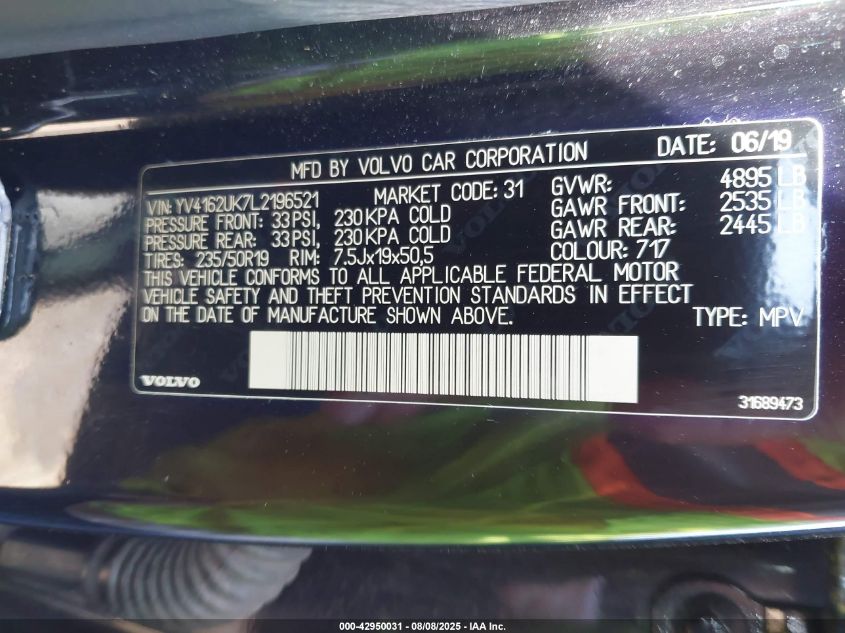 MFD BY VOLVO CAR CORPORATION DATE: 06/19
VIN: YV4162UK7L2196521 MARKET CODE: 31 GVWR: 4895 LB
PRESSURE FRONT: 33 PSI, 230 KPA COLD GAWR FRONT: 2535 LB
PRESSURE REAR: 33 PSI, 230 KPA COLD GAWR REAR: 2445 LB
TIRES: 235/50R19 RIM: 7.5Jx19x50,5 COLOUR: 717
THIS VEHICLE CONFORMS TO ALL APPLICABLE FEDERAL MOTOR
VEHICLE SAFETY AND THEFT PREVENTION STANDARDS IN EFFECT
ON THE DATE OF MANUFACTURE SHOWN ABOVE. TYPE: MPV
VOLVO 31689473
000-42950031 - 08/08/2025 - IAA Inc.